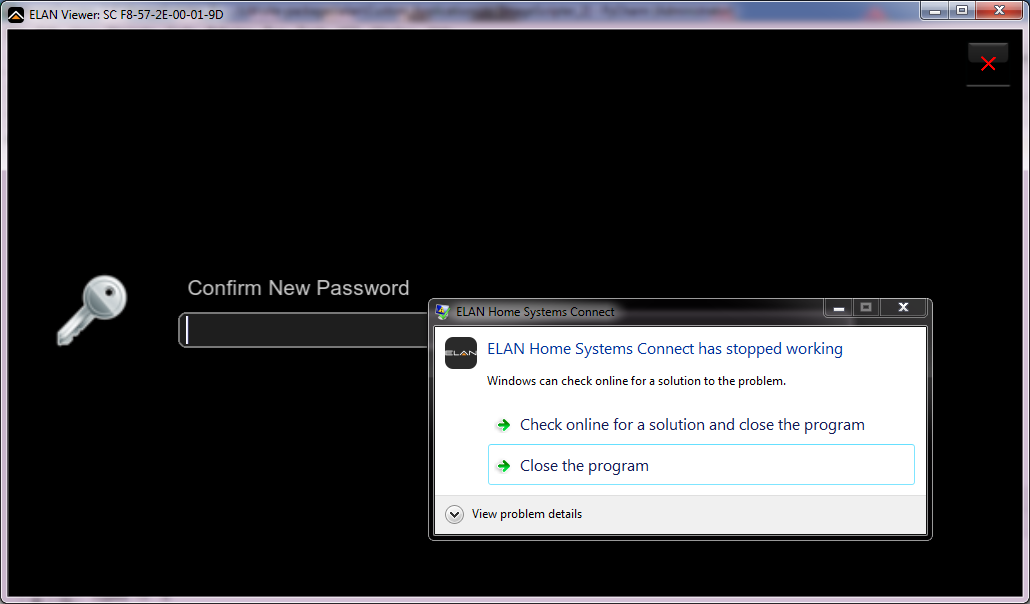 ELAN Viewer: SC F8-57-2E-00-01-9D
Confirm New Password
ELAN Home Systems Connect
ELAN
ELAN Home Systems Connect has stopped working
Windows can check online for a solution to the problem.
Check online for a solution and close the program
Close the program
View problem details